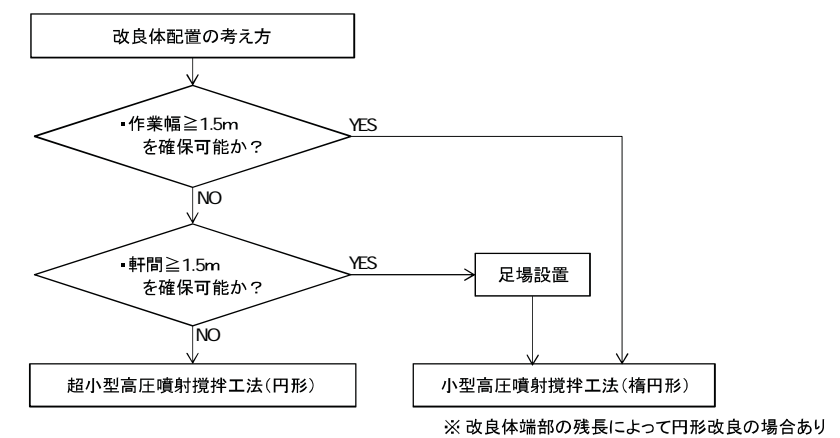 改良体配置の考え方
・作業幅≧1.5m
を確保可能か？
YES
NO
・軒間≧1.5m
を確保可能か？
YES
足場設置
NO
超小型高圧噴射撹拌工法（円形）
小型高圧噴射撹拌工法（楕円形）
※ 改良体端部の残長によって円形改良の場合あり